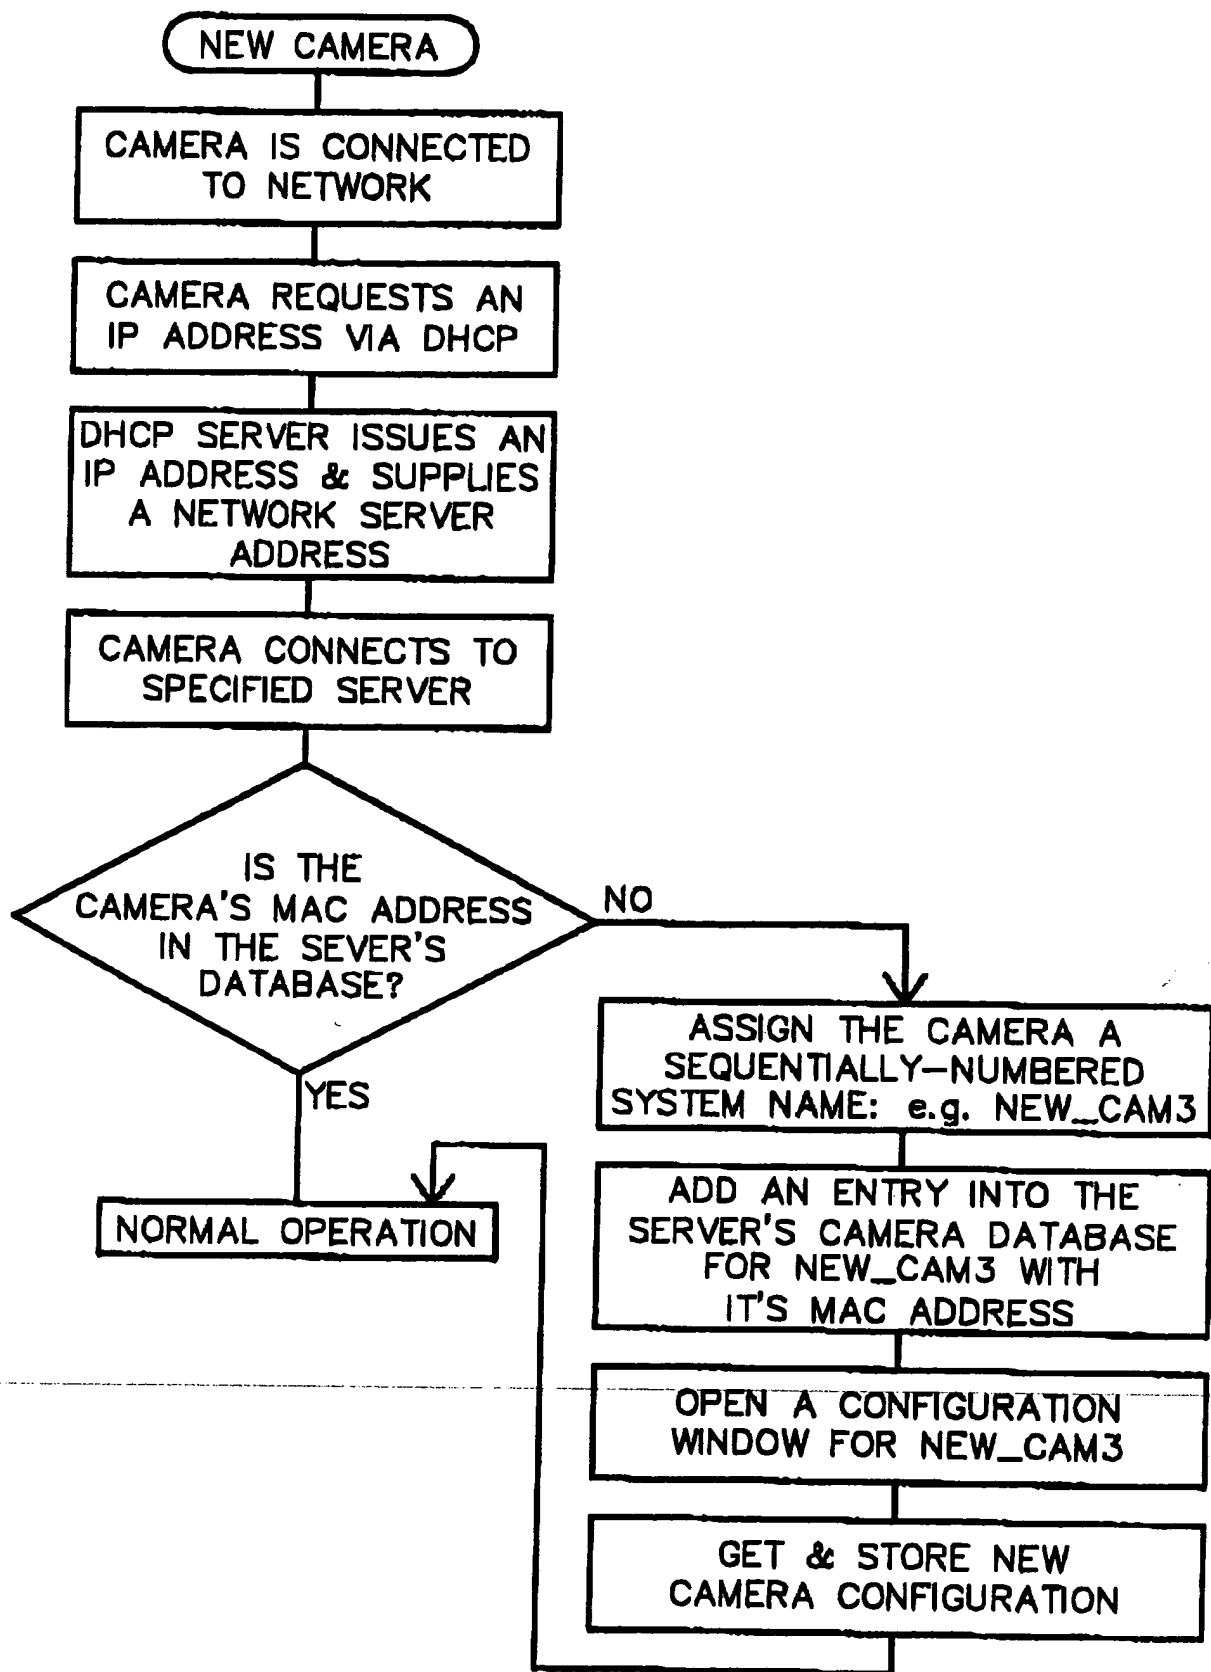 NEW CAMERA
CAMERA IS CONNECTED
TO NETWORK
CAMERA REQUESTS AN
IP ADDRESS VIA DHCP
DHCP SERVER ISSUES AN
IP ADDRESS & SUPPLIES
A NETWORK SERVER
ADDRESS
CAMERA CONNECTS TO
SPECIFIED SERVER
IS THE
CAMERA'S MAC ADDRESS
IN THE SEVER'S
DATABASE?
NO
YES
NORMAL OPERATION
ASSIGN THE CAMERA A
SEQUENTIALLY-NUMBERED
SYSTEM NAME: e.g. NEW_CAM3
ADD AN ENTRY INTO THE
SERVER'S CAMERA DATABASE
FOR NEW_CAM3 WITH
IT'S MAC ADDRESS
OPEN A CONFIGURATION
WINDOW FOR NEW_CAM3
GET & STORE NEW
CAMERA CONFIGURATION